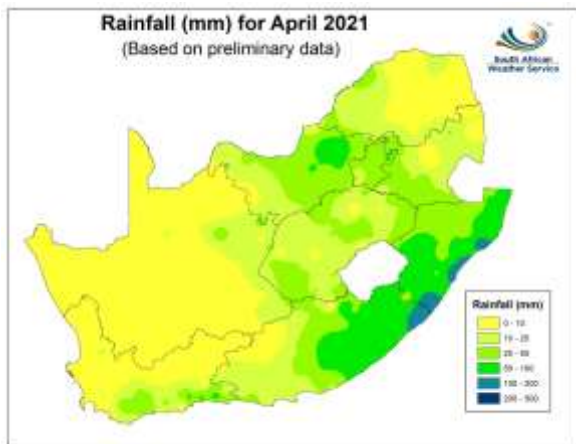 Rainfall (mm) for April 2021
(Based on preliminary data)
South African
Weather Service
Rainfall (mm)
0 - 10
10 - 25
25 - 50
50 - 100
100 - 200
200 - 500